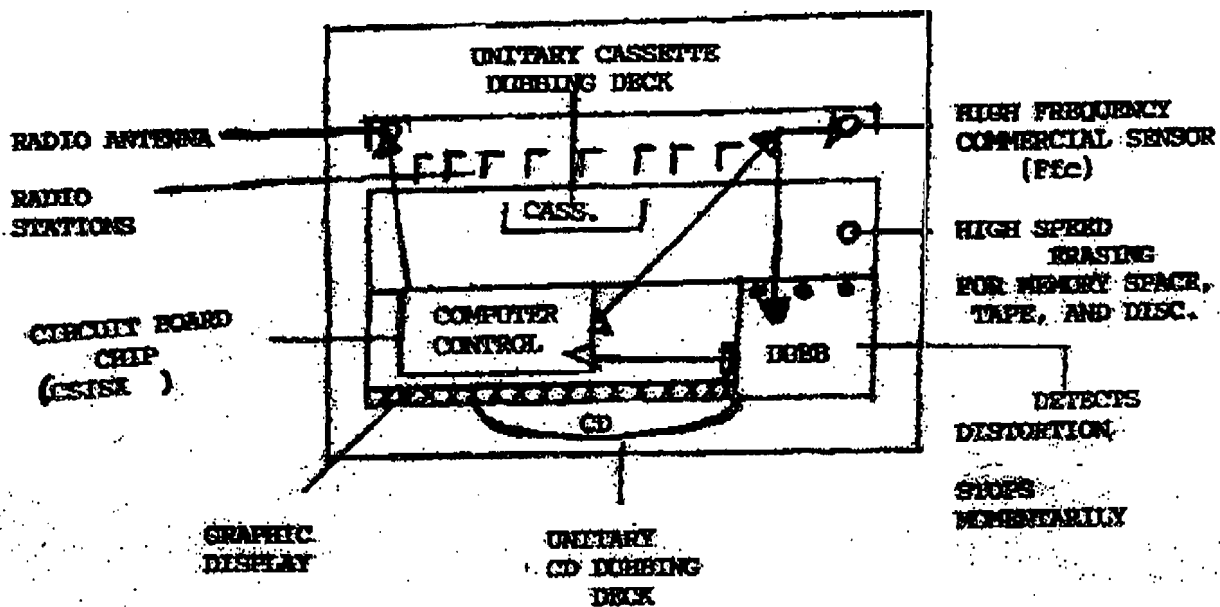 UNITARY CASSETTE
DUBBING DECK
RADIO ANTENNA
HIGH FREQUENCY
COMMERCIAL SENSOR
RADIO
STATIONS
CASS.
HIGH SPEED
ERASING
FOR MEMORY SPACE,
TAPE, AND DISC.
CIRCUIT BOARD
CHIP
COMPUTER
CONTROL
CD
DETECTS
DISTORTION,
STOPS
MOMENTARILY
GRAPHIC
DISPLAY
UNITARY
CD DUBBING
DECK